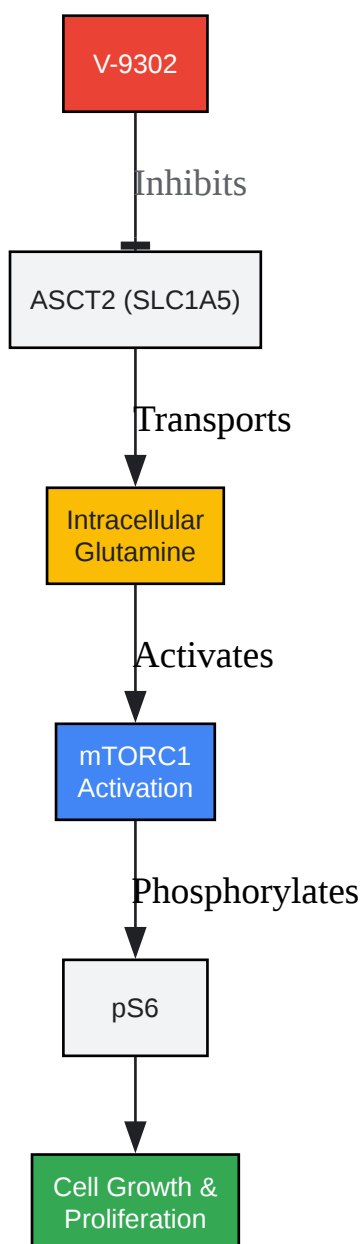 V-9302
Inhibits
ASCT2 (SLC1A5)
Transports
Intracellular
Glutamine
Activates
mTORC1
Activation
Phosphorylates
pS6
Cell Growth &
Proliferation